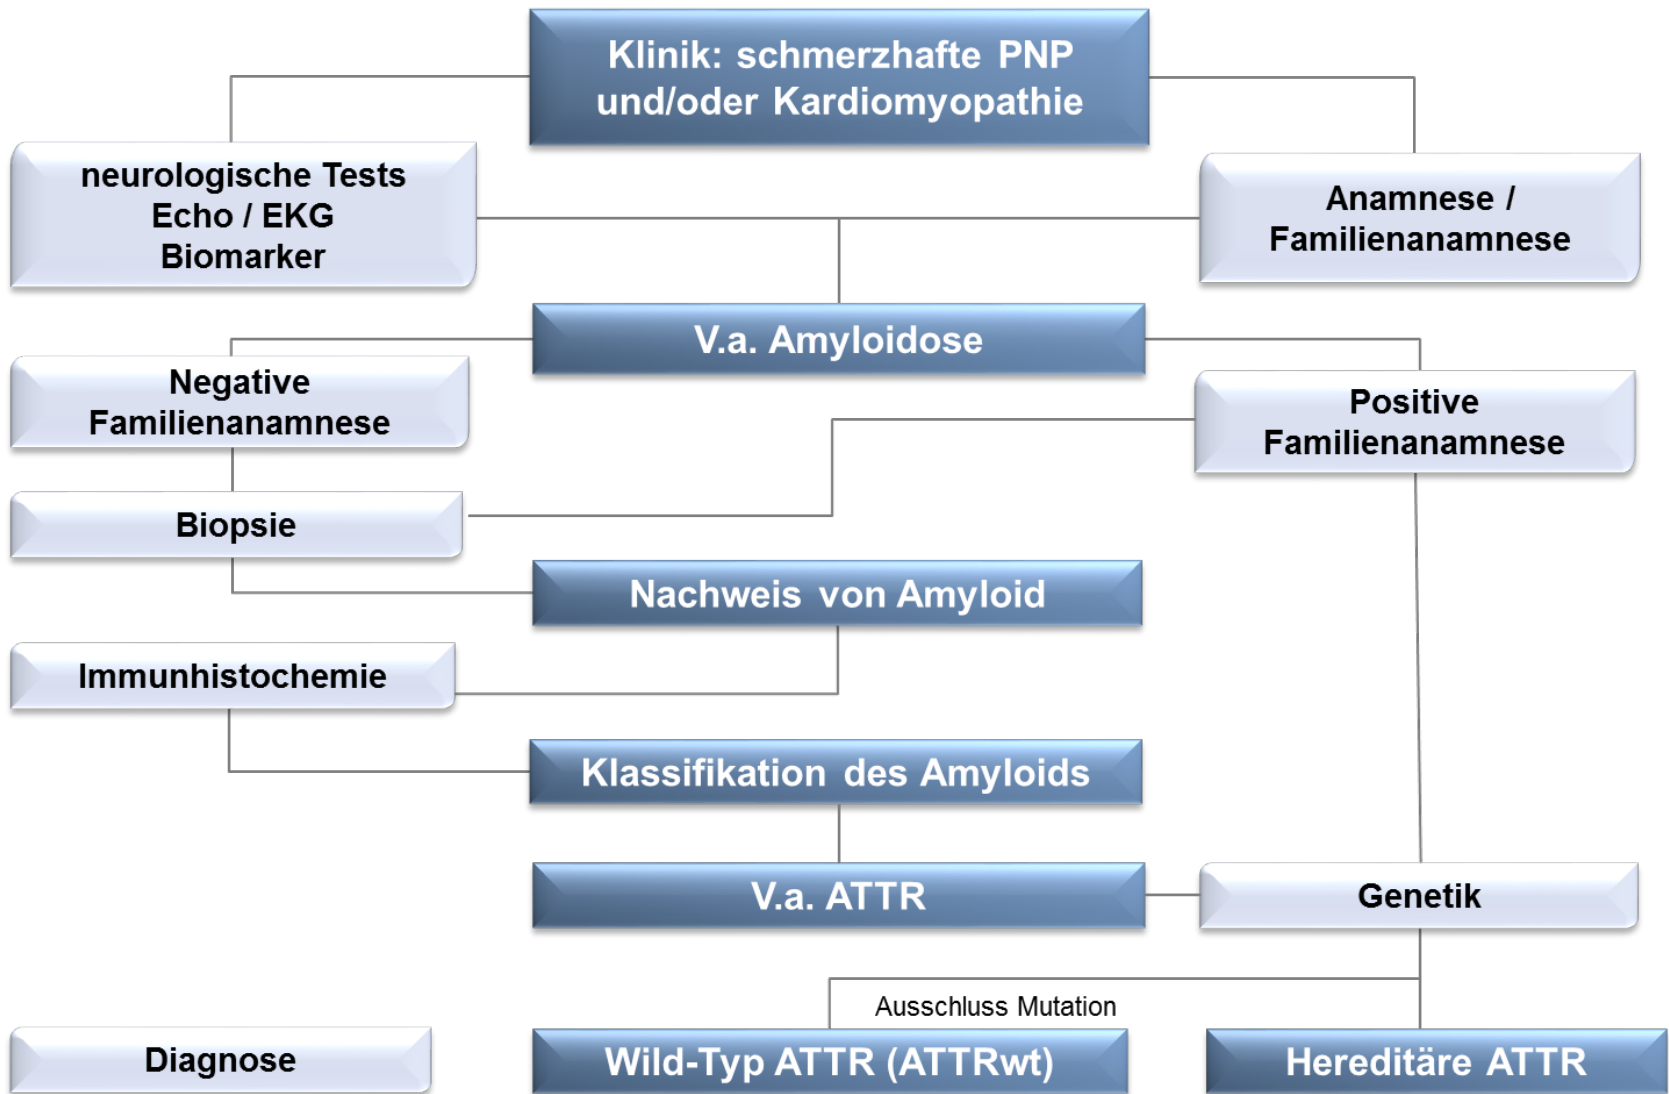 Klinik: schmerzhafte PNP
und/oder Kardiomyopathie
neurologische Tests
Echo / EKG
Biomarker
Anamnese /
Familienanamnese
V.a. Amyloidose
Negative
Familienanamnese
Positive
Familienanamnese
Biopsie
Nachweis von Amyloid
Immunhistochemie
Klassifikation des Amyloids
V.a. ATTR
Genetik
Ausschluss Mutation
Diagnose
Wild-Typ ATTR (ATTRwt)
Hereditäre ATTR